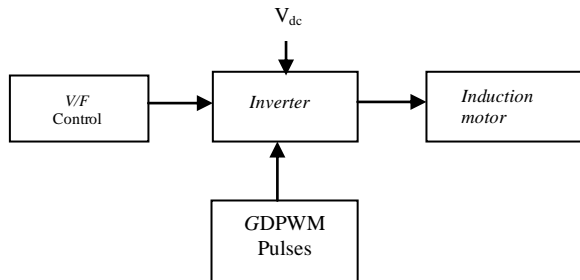 V_dc
V/F
Control
Inverter
Induction
motor
GDPWM
Pulses